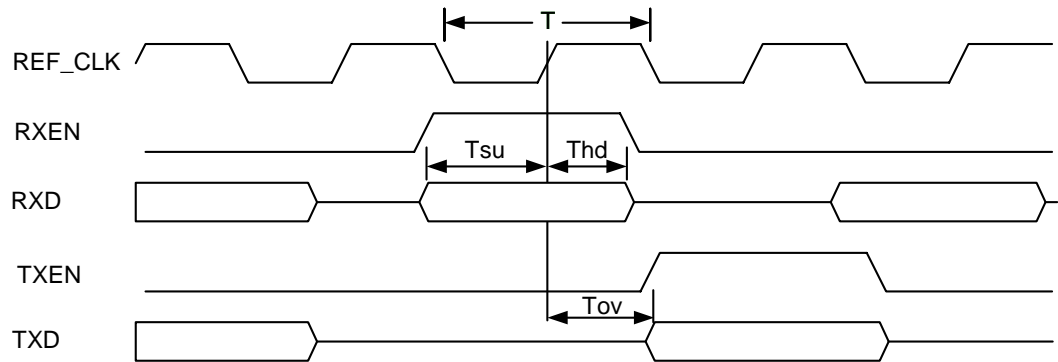 T
REF_CLK
RXEN
Tsu
Thd
RXD
TXEN
Tov
TXD